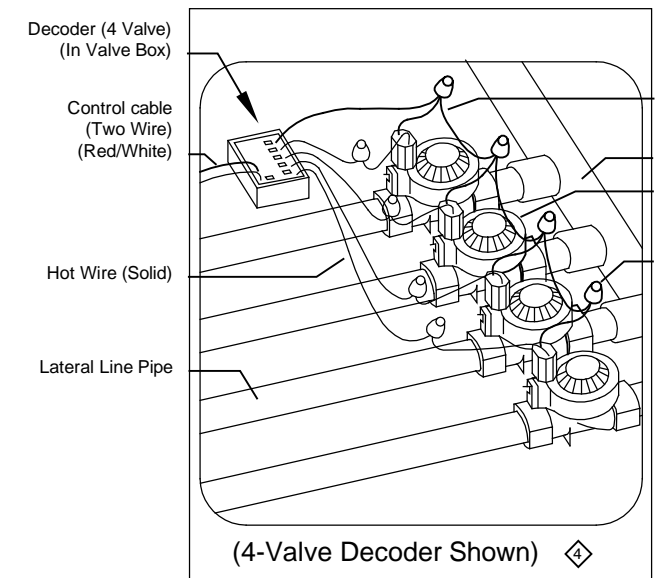 Decoder (4 Valve)
(In Valve Box)
Control cable
(Two Wire)
(Red/White)
Hot Wire (Solid)
Lateral Line Pipe
(4-Valve Decoder Shown) 4